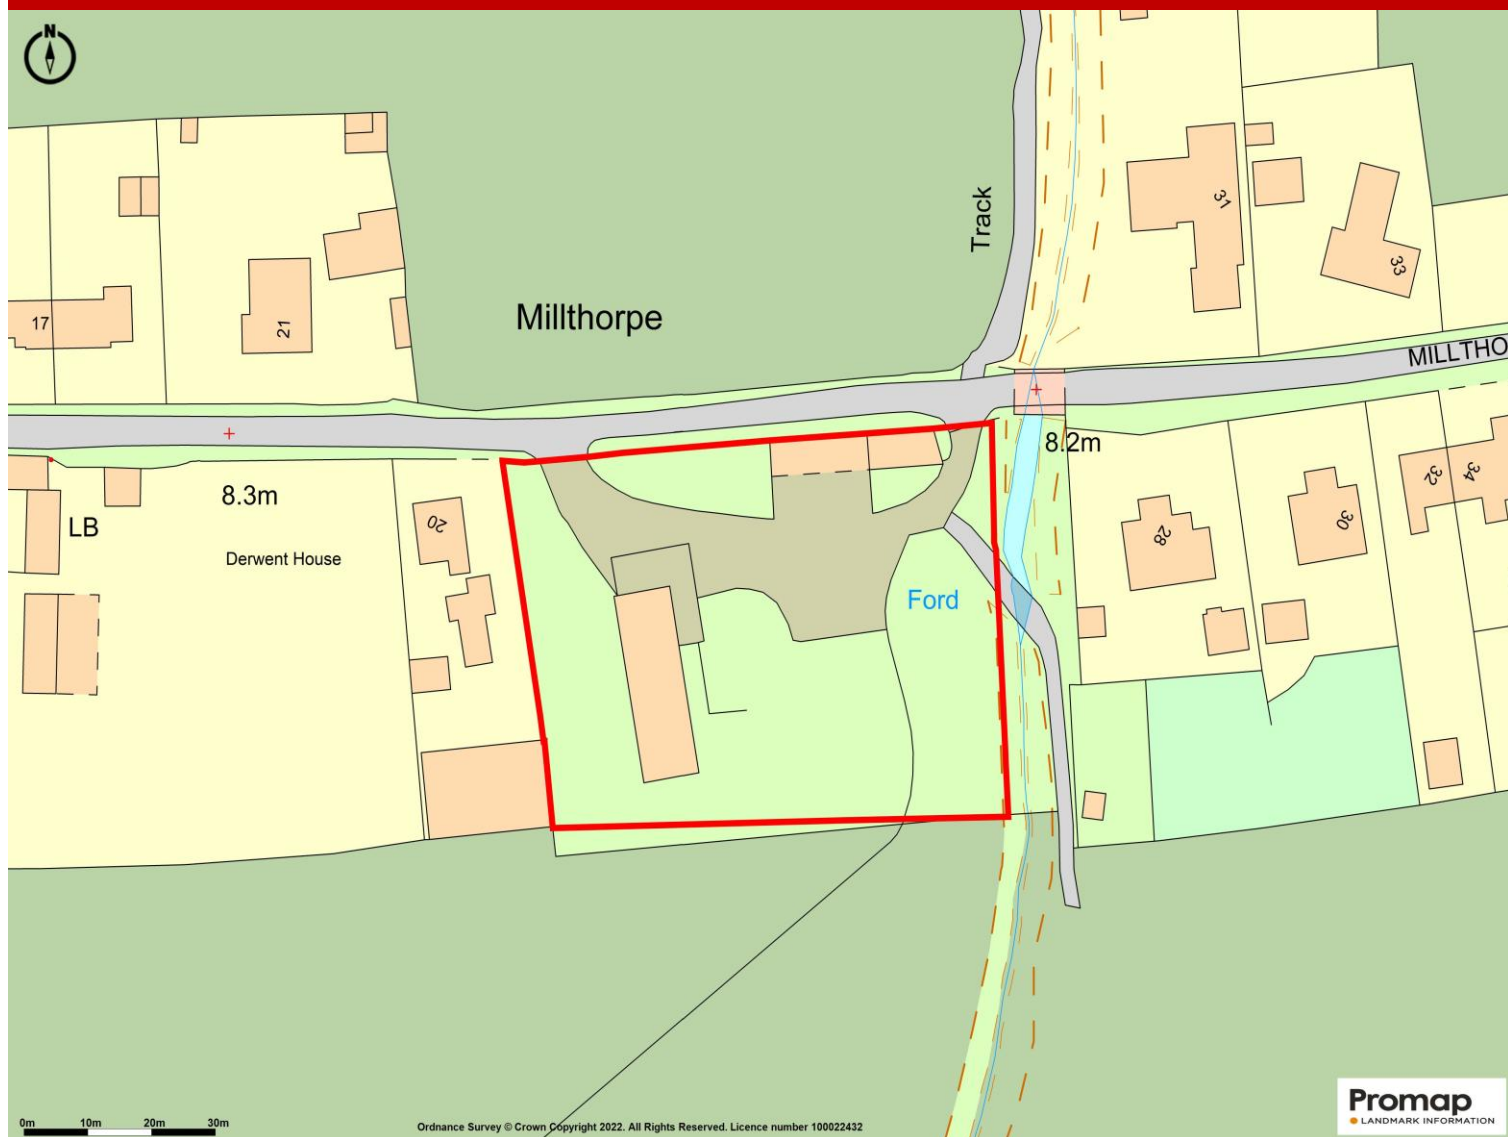 N
Track
31
33
17
21
Millthorpe
MILLTHO
8.2m
8.3m
LB
Derwent House
20
28
30
32
34
Ford
0m 10m 20m 30m
Ordnance Survey © Crown Copyright 2022. All Rights Reserved. Licence number 100022432
Promap
LANDMARK INFORMATION